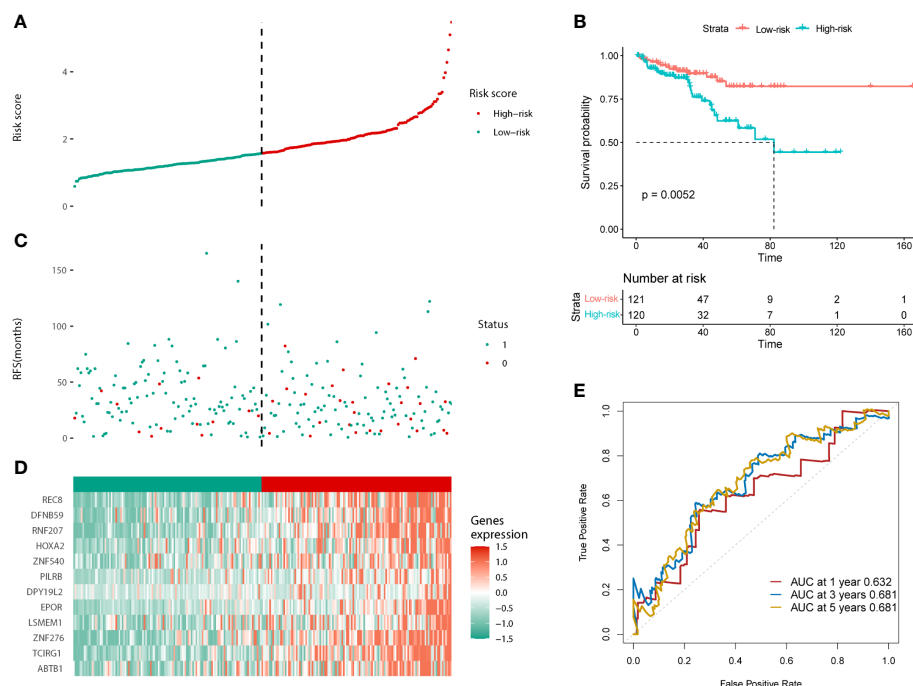 A
Risk score
4
2
0
Risk score
High-risk
Low-risk
B
Strata Low-risk High-risk
Survival probability
1.00
0.75
0.50
0.25
0.00
p = 0.0052
0 40 80 120 160
Time
Number at risk
Strata
Low-risk 121 47 9 2 1
High-risk 120 32 7 1 0
0 40 80 120 160
Time
C
RFS(months)
150
100
50
0
Status
1
0
D
REC8
DFNB59
RNF207
HOXA2
ZNF540
PILRB
DPY19L2
EPOR
LSMEM1
ZNF276
TCIRG1
ABTB1
Genes
expression
1.5
1.0
0.5
0.0
-0.5
-1.0
-1.5
E
True Positive Rate
1.0
0.8
0.6
0.4
0.2
0.0
AUC at 1 year 0.632
AUC at 3 years 0.681
AUC at 5 years 0.681
0.0 0.2 0.4 0.6 0.8 1.0
False Positive Rate